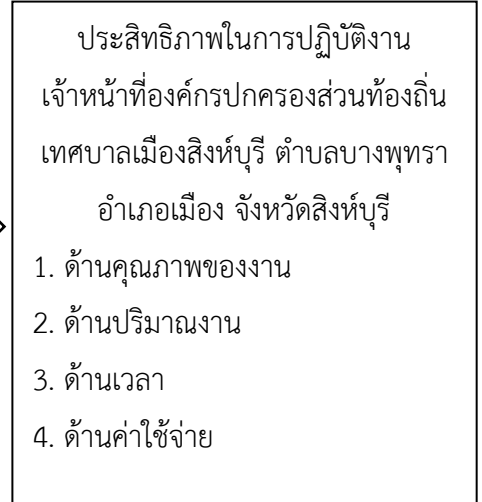 ประสิทธิภาพในการปฏิบัติงาน
เจ้าหน้าที่องค์กรปกครองส่วนท้องถิ่น
เทศบาลเมืองสิงห์บุรี ตำบลบางพุทรา
อำเภอเมือง จังหวัดสิงห์บุรี
1. ด้านคุณภาพของงาน
2. ด้านปริมาณงาน
3. ด้านเวลา
4. ด้านค่าใช้จ่าย